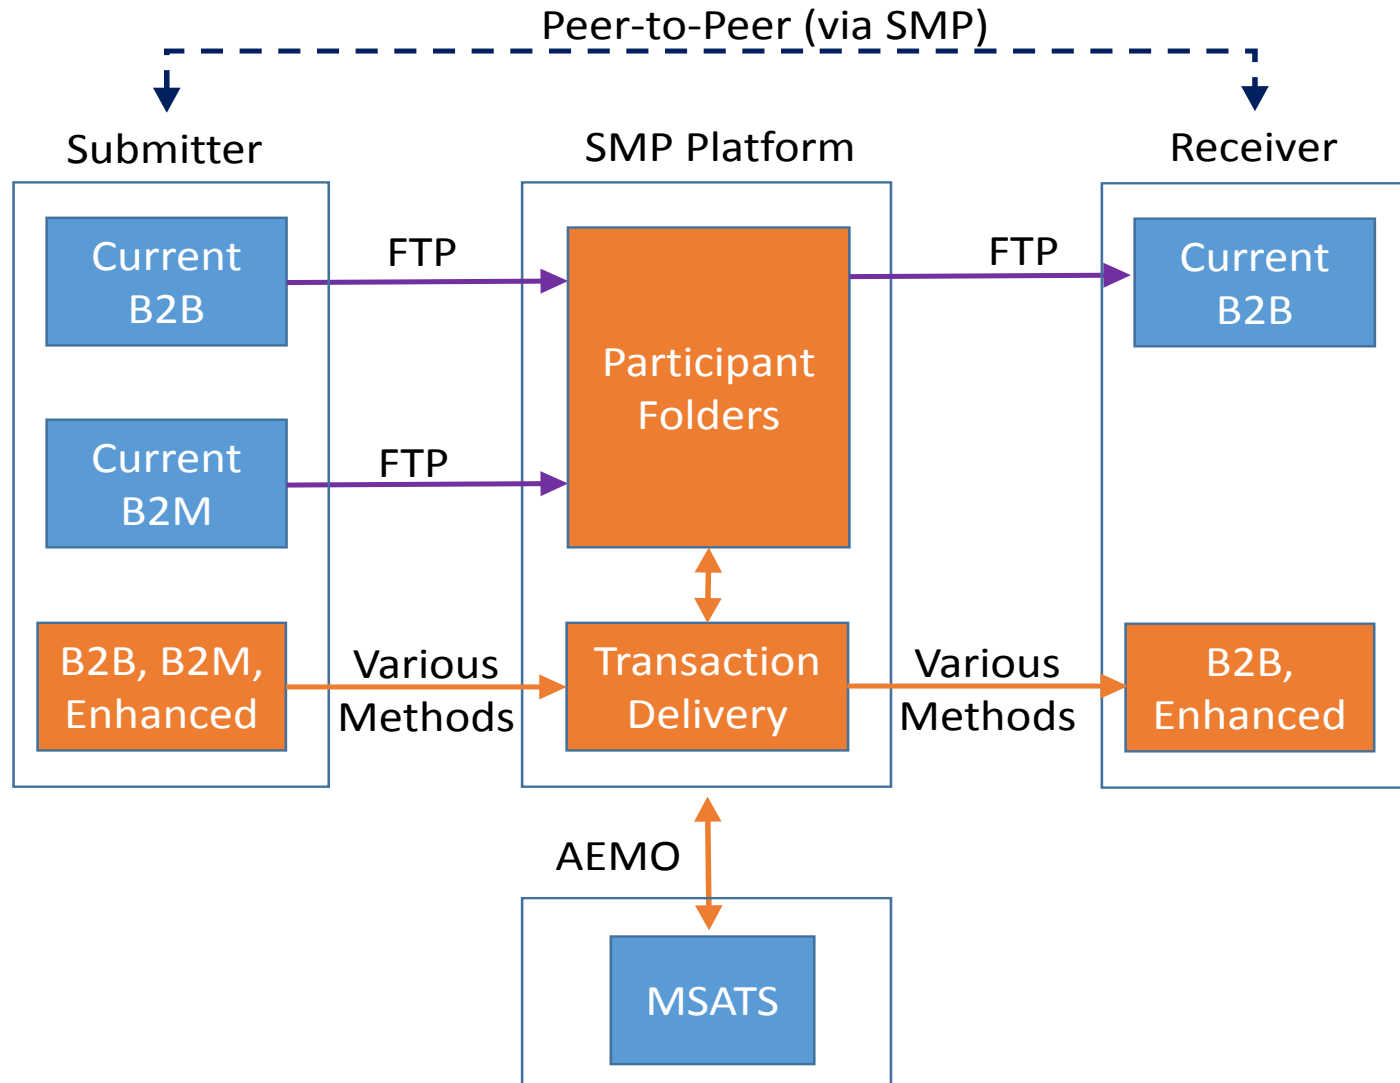 Peer-to-Peer (via SMP)
Submitter
SMP Platform
Receiver
Current
B2B
FTP
Participant
Folders
FTP
Current
B2B
Current
B2M
FTP
B2B, B2M,
Enhanced
Various
Methods
Transaction
Delivery
Various
Methods
B2B,
Enhanced
AEMO
MSATS